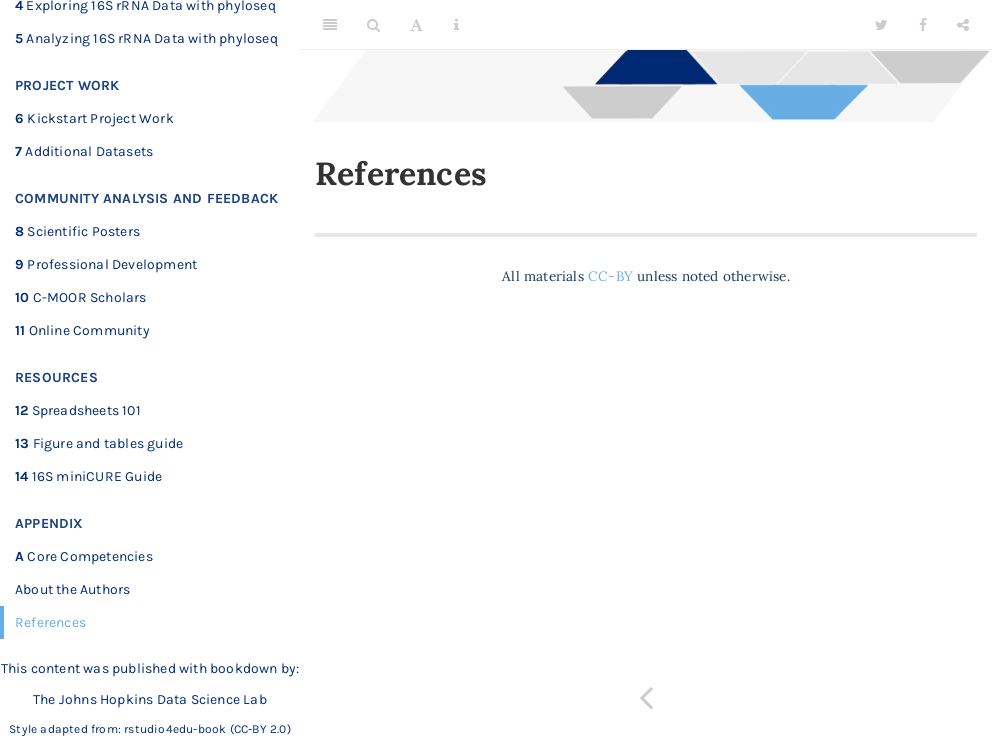 4 Exploring 16S rRNA Data with phyloseq
5 Analyzing 16S rRNA Data with phyloseq
PROJECT WORK
6 Kickstart Project Work
7 Additional Datasets
COMMUNITY ANALYSIS AND FEEDBACK
8 Scientific Posters
9 Professional Development
10 C-MOOR Scholars
11 Online Community
RESOURCES
12 Spreadsheets 101
13 Figure and tables guide
14 16S miniCURE Guide
APPENDIX
A Core Competencies
About the Authors
References
This content was published with bookdown by:
The Johns Hopkins Data Science Lab
Style adapted from: rstudio4edu-book (CC-BY 2.0)
References
All materials CC-BY unless noted otherwise.